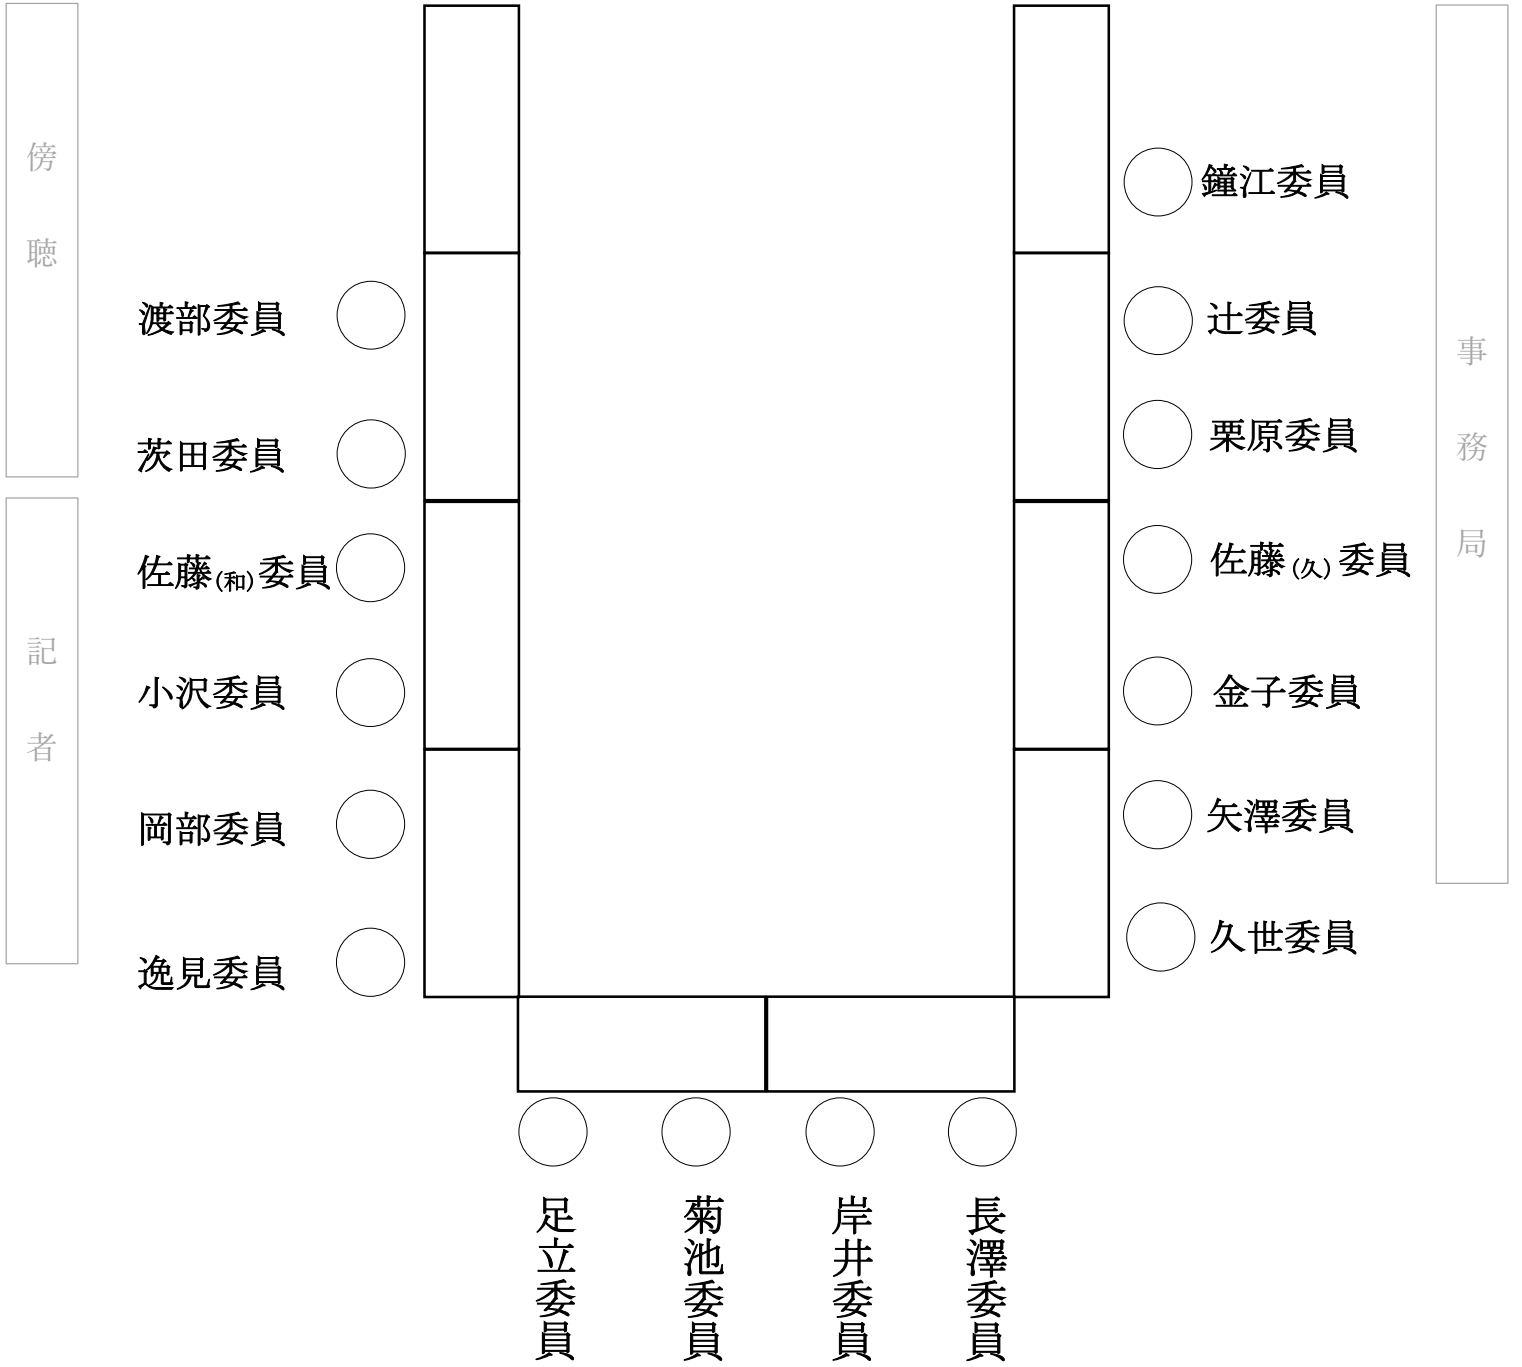 傍聴
記者
渡部委員
茨田委員
佐藤(和)委員
小沢委員
岡部委員
逸見委員
鐘江委員
辻委員
栗原委員
佐藤(久)委員
金子委員
矢澤委員
久世委員
事務局
足立委員
菊池委員
岸井委員
長澤委員